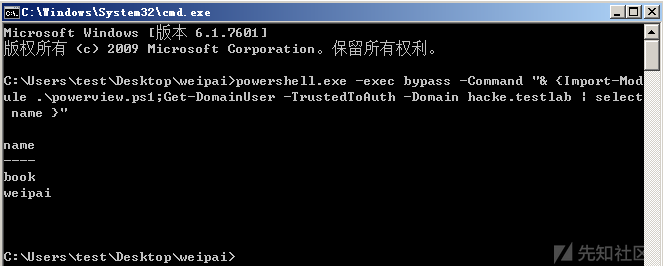 C:\Windows\System32\cmd.exe
Microsoft Windows [版本 6.1.7601]
版权所有 (c) 2009 Microsoft Corporation。保留所有权利。
C:\Users\test\Desktop\weipai>powershell.exe -exec bypass -Command "& {Import-Mod
ule .\powerview.ps1;Get-DomainUser -TrustedToAuth -Domain hacke.testlab | select
name }"
name
----
book
weipai
C:\Users\test\Desktop\weipai>
先知社区